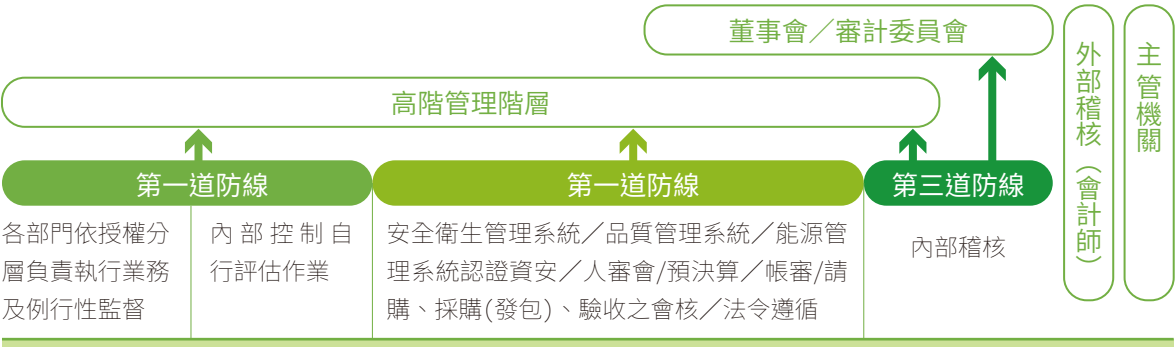 董事會／審計委員會
外部稽核（會計師）
主管機關
高階管理階層
第一道防線
第一道防線
第三道防線
各部門依授權分
層負責執行業務
及例行性監督
內部控制自
行評估作業
安全衛生管理系統／品質管理系統／能源管
理系統認證資安／人審會/預決算／帳審/請
購、採購(發包)、驗收之會核／法令遵循
內部稽核